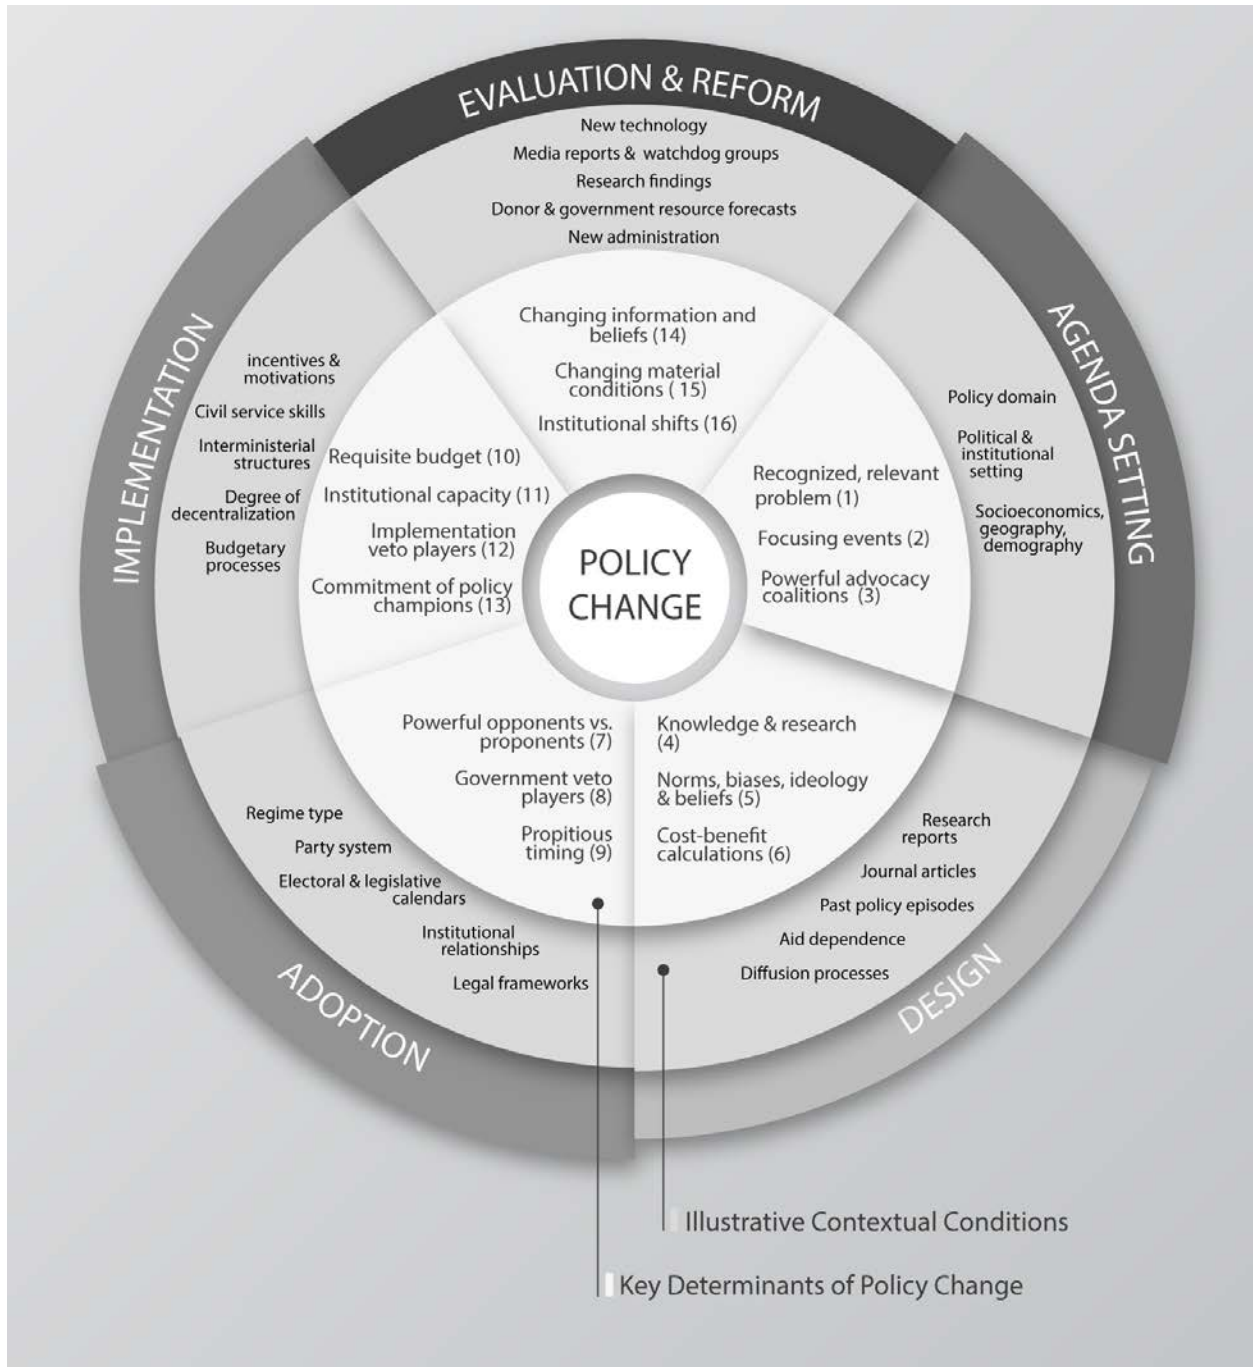 EVALUATION & REFORM
New technology
Media reports & watchdog groups
Research findings
Donor & government resource forecasts
New administration
Changing information and
beliefs (14)
Changing material
conditions ( 15)
Institutional shifts (16)
AGENDA SETTING
Policy domain
Political &
institutional
setting
Socioeconomics,
geography,
demography
Recognized, relevant
problem (1)
Focusing events (2)
Powerful advocacy
coalitions (3)
POLICY
CHANGE
IMPLEMENTATION
incentives &
motivations
Civil service skills
Interministerial
structures
Degree of
decentralization
Budgetary
processes
Requisite budget (10)
Institutional capacity (11)
Implementation
veto players (12)
Commitment of policy
champions (13)
Powerful opponents vs.
proponents (7)
Government veto
players (8)
Propitious
timing (9)
Knowledge & research
(4)
Norms, biases, ideology
& beliefs (5)
Cost-benefit
calculations (6)
Regime type
Party system
Electoral & legislative
calendars
Institutional
relationships
Legal frameworks
ADOPTION
Research
reports
Journal articles
Past policy episodes
Aid dependence
Diffusion processes
DESIGN
Illustrative Contextual Conditions
Key Determinants of Policy Change